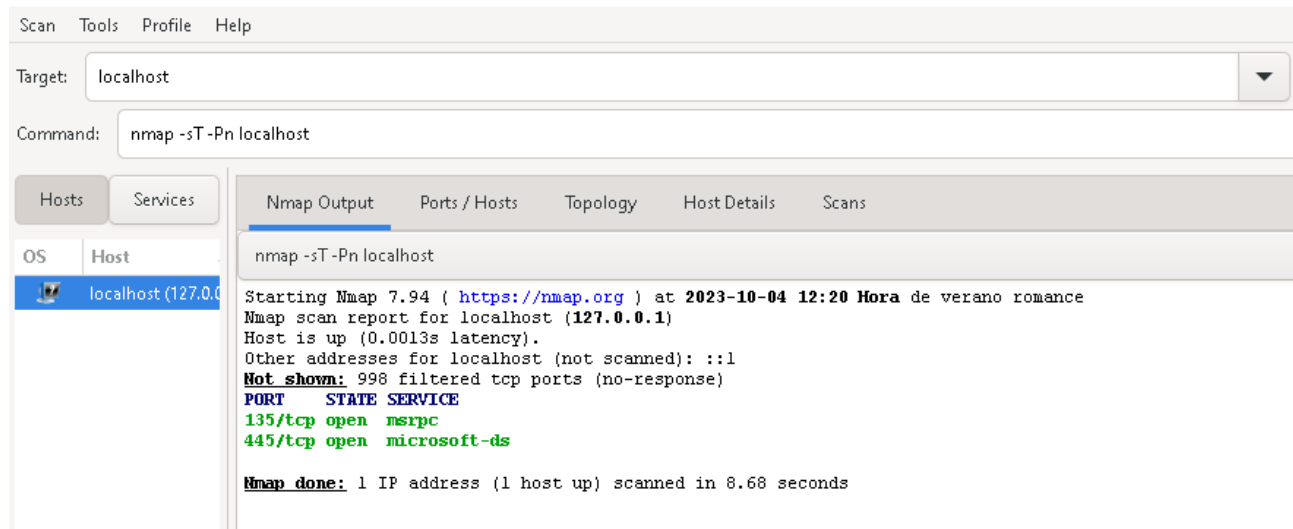 Scan Tools Profile Help
Target: localhost
Command: nmap -sT -Pn localhost
Hosts Services
Nmap Output Ports / Hosts Topology Host Details Scans
OS Host
nmap -sT -Pn localhost
localhost (127.0.0
Starting Nmap 7.94 ( https://nmap.org ) at 2023-10-04 12:20 Hora de verano romance
Nmap scan report for localhost (127.0.0.1)
Host is up (0.0013s latency).
Other addresses for localhost (not scanned): ::1
Not shown: 998 filtered tcp ports (no-response)
PORT STATE SERVICE
135/tcp open msrpc
445/tcp open microsoft-ds
Nmap done: 1 IP address (1 host up) scanned in 8.68 seconds